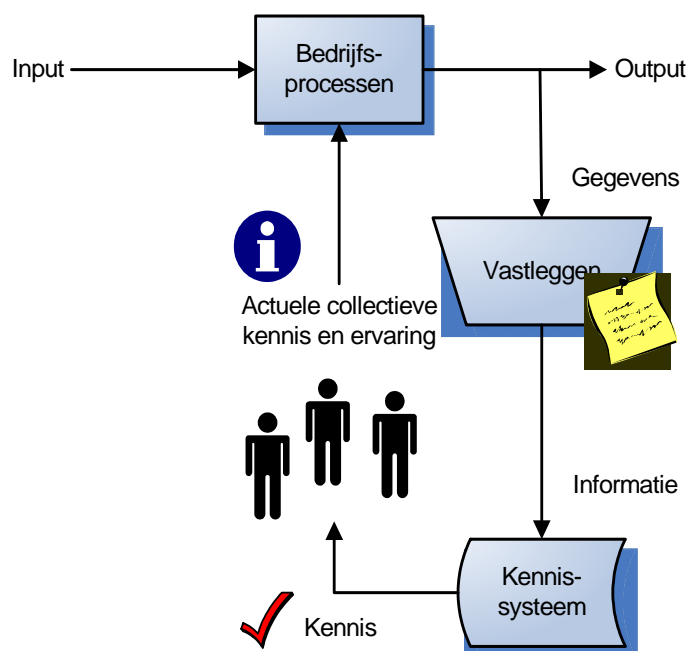 Bedrijfs-
processen
Input
Output
Gegevens
Vastleggen
Actuele collectieve
kennis en ervaring
Informatie
Kennis-
systeem
Kennis